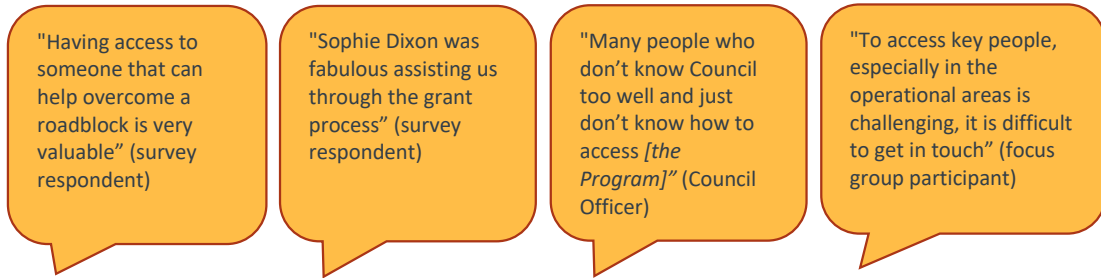 "Having access to
someone that can
help overcome a
roadblock is very
valuable” (survey
respondent)
"Sophie Dixon was
fabulous assisting us
through the grant
process” (survey
respondent)
"Many people who
don’t know Council
too well and just
don’t know how to
access [the
Program]” (Council
Officer)
"To access key people,
especially in the
operational areas is
challenging, it is difficult
to get in touch” (focus
group participant)